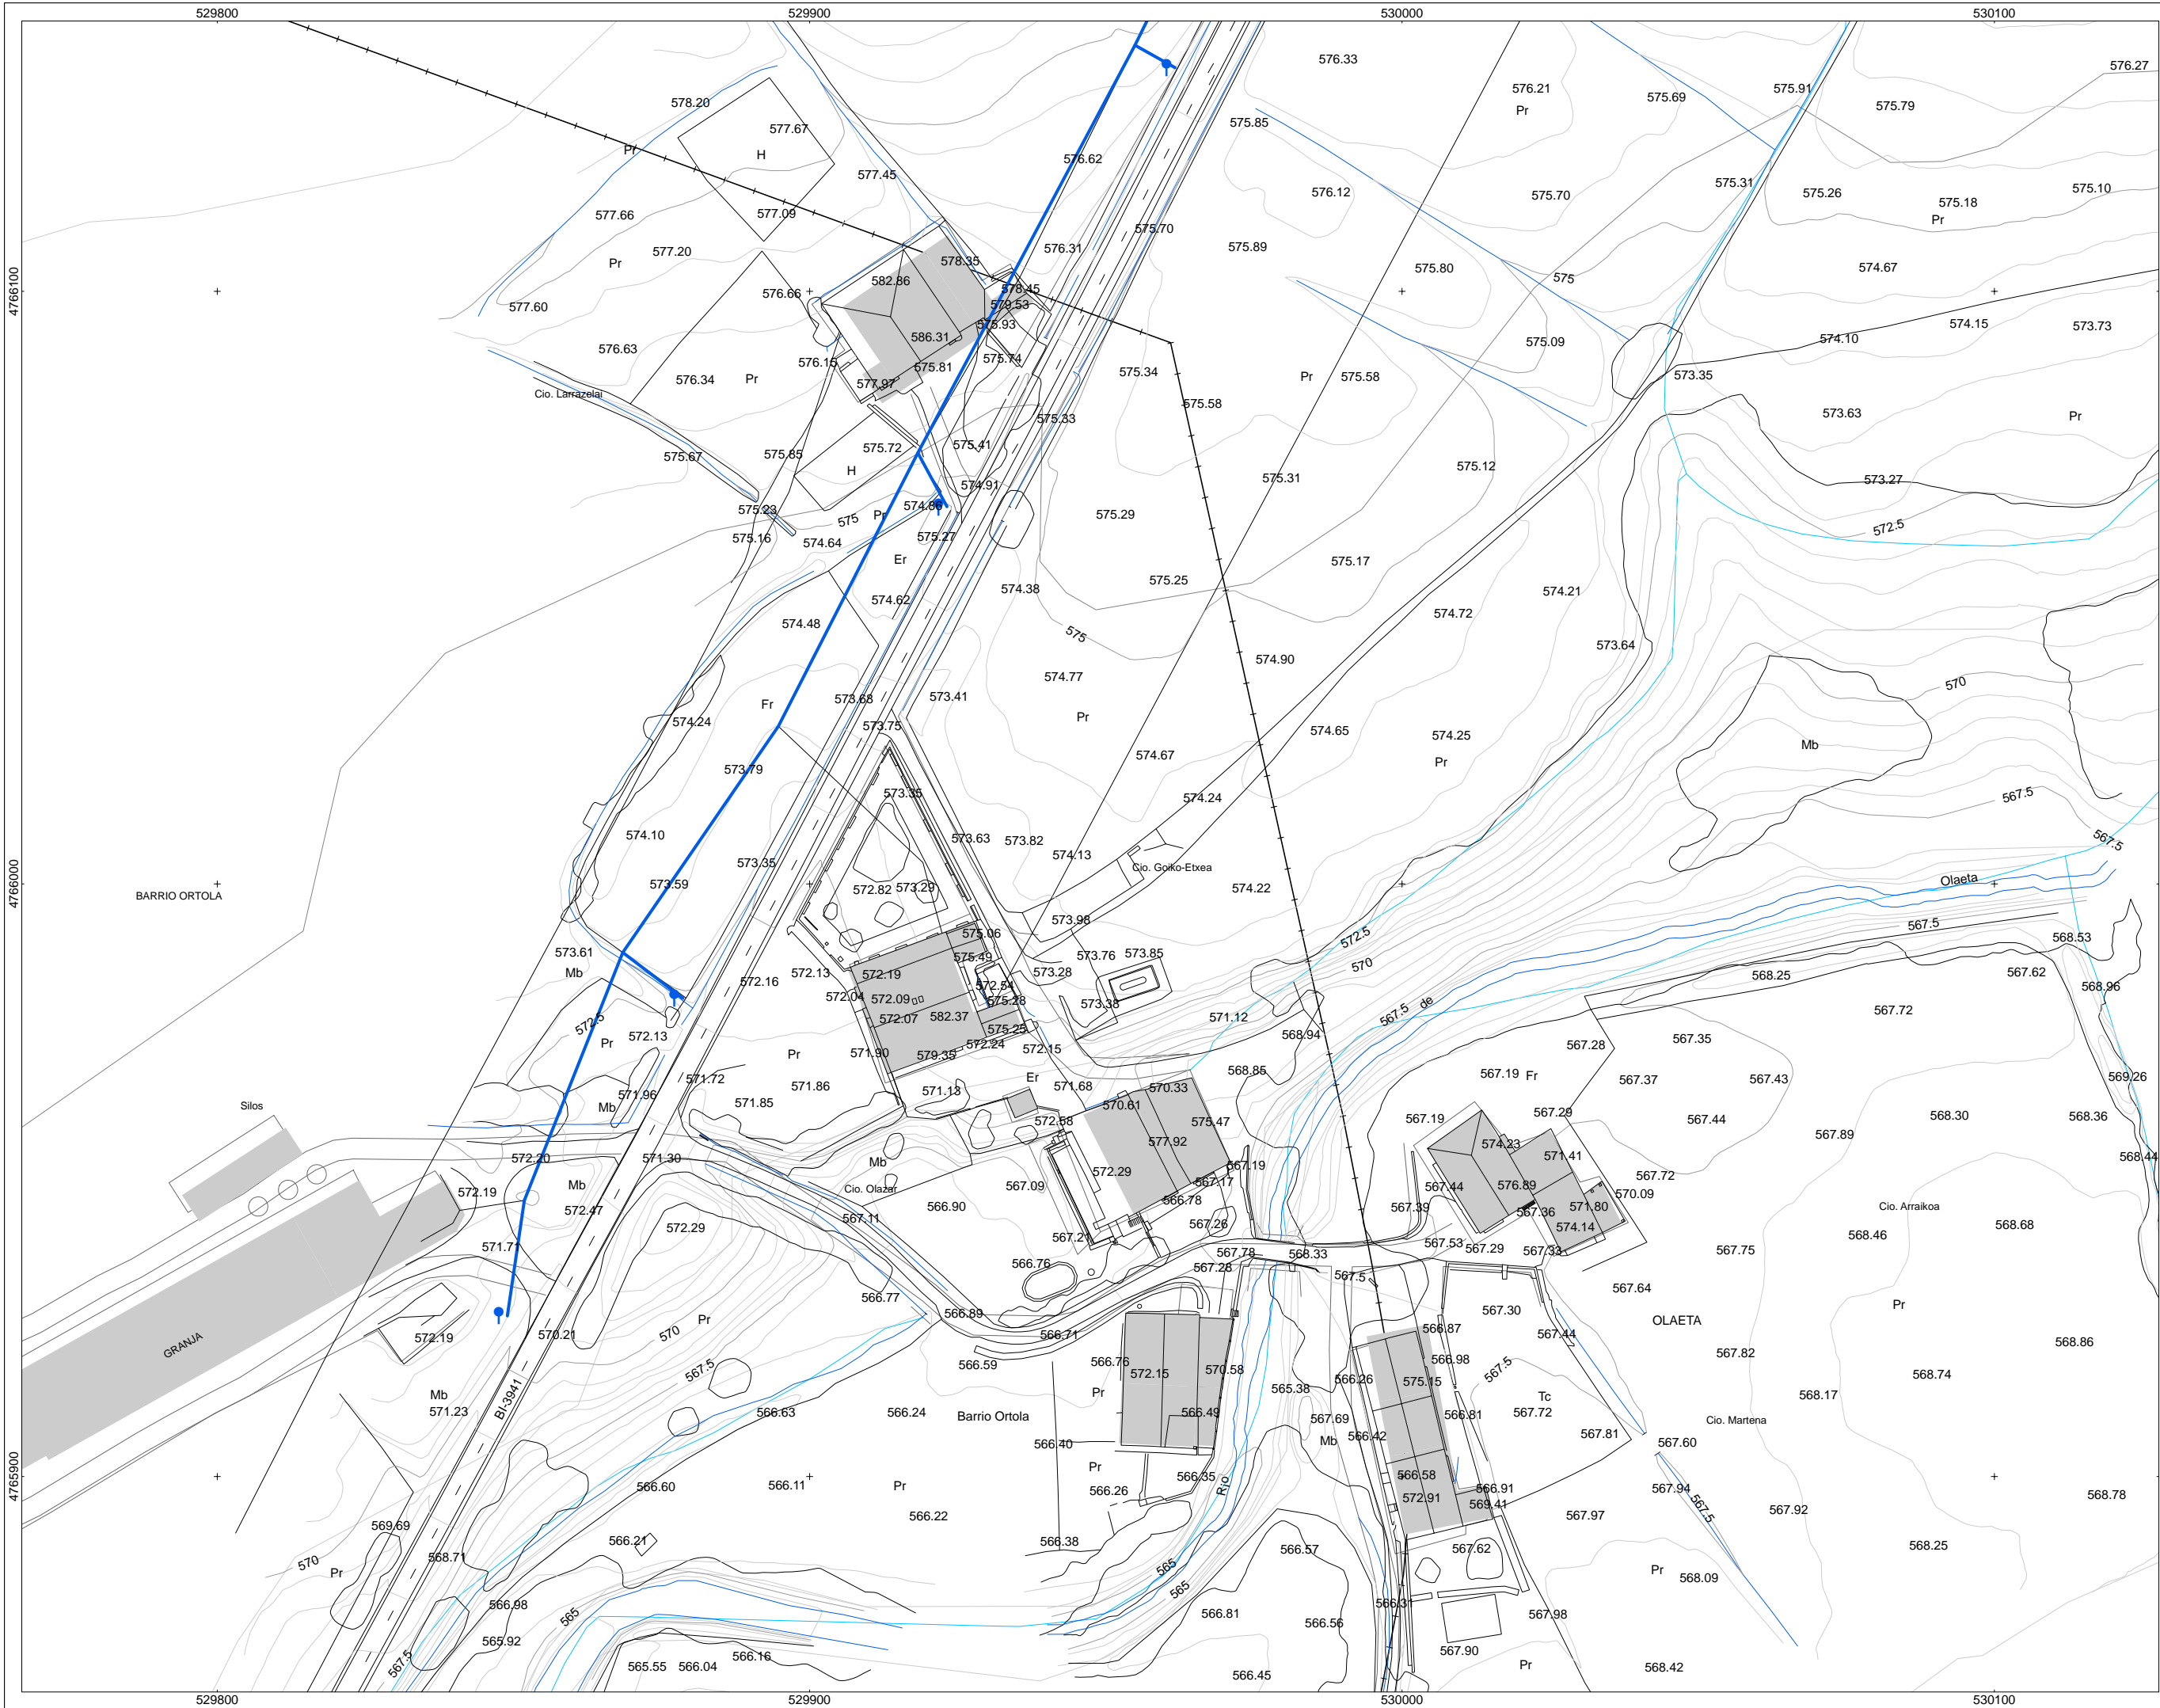 529800 529900 530000 530100
576.33 576.27
576.21 575.91
578.20 575.69 575.79
Pr
577.67 575.85
Pr H 576.62
577.45 575.31
577.66 577.09 576.12 575.70 575.26 575.18 575.10
Pr
575.70
577.20 576.31 575.89
Pr 578.35 575.80 574.67
4766100
582.86 575
576.66 578.45
577.60 579.53
575.93 574.15 573.73
586.31 574.10
576.63 575.09
576.15 575.74
575.81
576.34 Pr 577.97 575.34 Pr 575.58 573.35
Cio. Larrazelai 575.58
575.33 573.63 Pr
575.41
575.67 575.85 575.72
H 575.12
575.31 573.27
574.91
575.23 574.88
575 Pr 575.29
572.5
575.16 574.64 575.27
Er 575.17
575.25
574.62 574.38 574.21
574.72
574.48 575
573.64
574.90
574.77 570
573.68 573.41
Fr
574.24 573.75 Pr 574.65 574.25
Mb
574.67 Pr
573.79
573.35 574.24 567.5
574.10 573.63 573.82 567.5
573.35 574.13
Cio. Goiko-Etxea
4766000
BARRIO ORTOLA 573.59 572.82 573.29 574.22 Olaeta
573.98 567.5
575.06 572.5 568.53
573.61 575.49 573.76 573.85
Mb 572.13 572.19 573.28 570 568.25 567.62
572.16 572.54 568.96
572.04 572.09 575.28 573.38 de
572.5 572.07 582.37 571.12 567.5 567.72
572.13 575.25
Pr 572.24 568.94 567.35
571.90 579.35 572.15 567.28
Pr 568.85
571.72 571.86 Er 571.68 570.33 567.19 Fr 567.37 567.43 569.26
571.96 571.13
Silos Mb 571.85 570.61
572.58 575.47 567.19 567.29 567.44 568.30 568.36
577.92 574.23 567.89
572.20 571.30 571.41 568.44
Mb 572.29 567.19
Mb 572.19 567.09 567.17 567.44 576.89 567.72
Cio. Olazar 570.09
572.47 566.90 566.78 567.39 567.36 571.80 Cio. Arraikoa
567.11 567.26 574.14 568.68
572.29 567.21 568.46
571.71 567.78 568.33 567.53 567.29 567.33 567.75
566.76 567.28 567.5
567.64
566.77 Pr
566.89 567.30 OLAETA
570.21 570 Pr 566.87
572.19 566.71 567.44
GRANJA 568.86
567.5 566.59 566.76 570.58 566.98 567.82
572.15 567.5 568.74
Mb 565.38 566.26 575.15
BI-3941 Pr Tc 568.17
571.23 566.63 566.24 Barrio Ortola 566.49 567.69 566.81 567.72 Cio. Martena
Mb 566.42 567.81
566.40 567.60
4765900
Pr 566.35 566.58
566.60 566.11 Pr 566.26 Rio 572.91 566.91 567.94 568.78
569.41 567.5 567.92
566.22 567.97
569.69
566.21 566.38
570 568.71 566.57 567.62 568.25
Pr 565 Pr 568.09
566.98 565 565
565.92 566.81 566.56 566.31 567.98
567.5 566.16 567.90
565.55 566.04 566.45 Pr 568.42
529800 529900 530000 530100